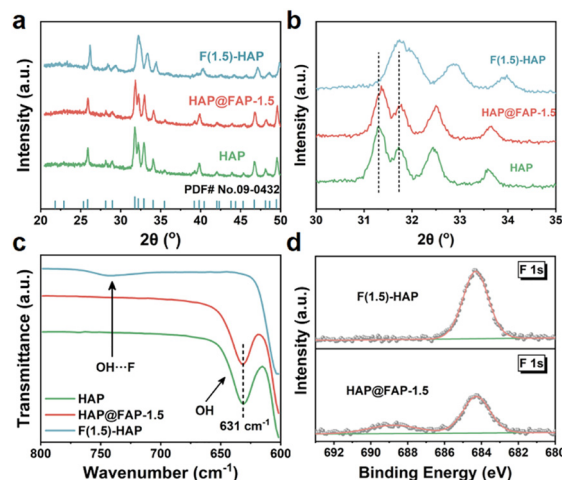 a
Intensity (a.u.)
F(1.5)-HAP
HAP@FAP-1.5
HAP
PDF# No.09-0432
20 25 30 35 40 45 50
2θ (°)
b
Intensity (a.u.)
F(1.5)-HAP
HAP@FAP-1.5
HAP
30 31 32 33 34 35
2θ (°)
c
Transmittance (a.u.)
OH···F
OH
631 cm⁻¹
HAP
HAP@FAP-1.5
F(1.5)-HAP
800 750 700 650 600
Wavenumber (cm⁻¹)
d
Intensity (a.u.)
F 1s
F(1.5)-HAP
F 1s
HAP@FAP-1.5
692 690 688 686 684 682 680
Binding Energy (eV)